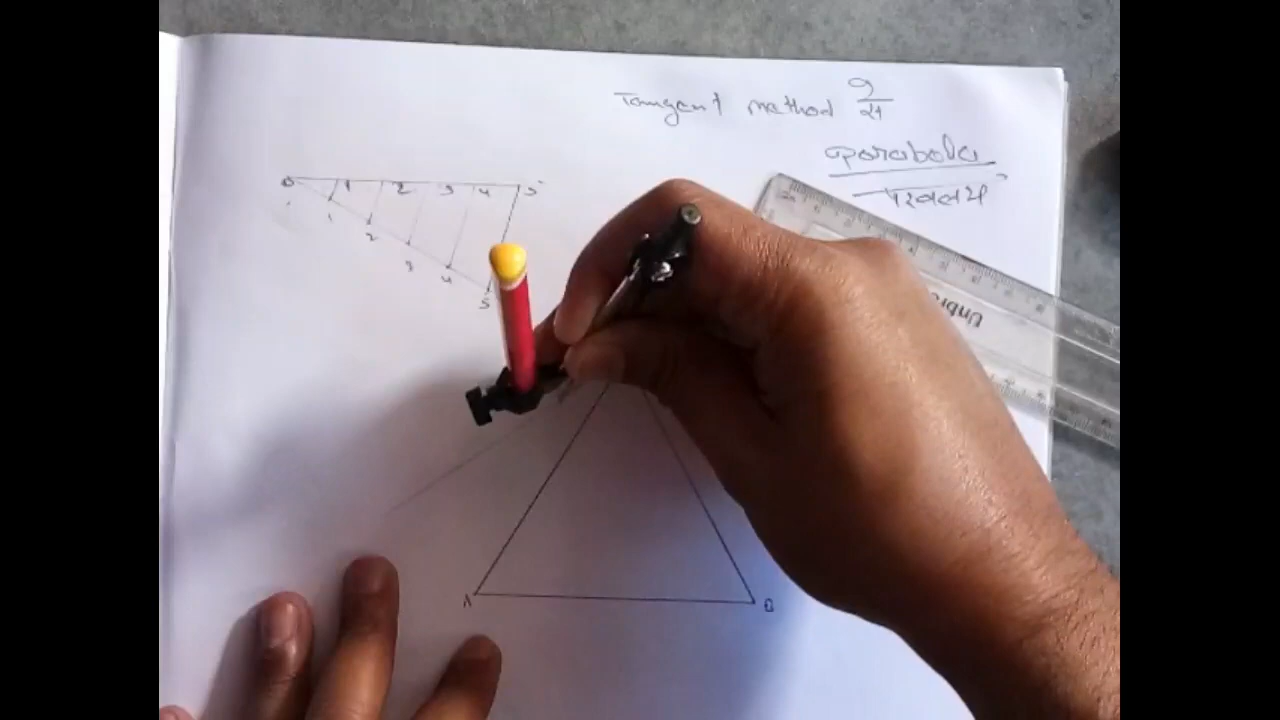 Tangent method
Parabola
परवलय
0 1 2 3 4 5
1
2
3
4
5
A B